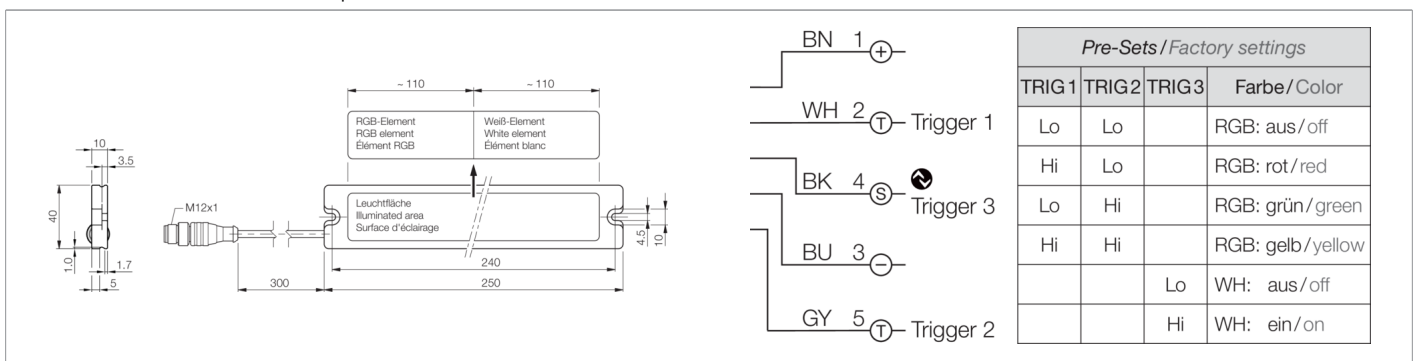 ~ 110
~ 110
RGB-Element
RGB element
Élément RGB
Weiß-Element
White element
Élément blanc
10
3.5
40
1.0
1.7
5
M12x1
Leuchtfläche
Illuminated area
Surface d'éclairage
4.5
10
240
300
250
BN 1 +
WH 2 T Trigger 1
BK 4 S
Trigger 3
BU 3 −
GY 5 T Trigger 2
Pre-Sets/Factory settings
TRIG1 TRIG2 TRIG3 Farbe/Color
Lo Lo RGB: aus/off
Hi Lo RGB: rot/red
Lo Hi RGB: grün/green
Hi Hi RGB: gelb/yellow
Lo WH: aus/off
Hi WH: ein/on